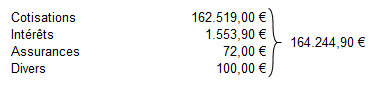 Cotisations 162.519,00 €
Intérêts 1.553,90 €
Assurances 72,00 €
Divers 100,00 €
164.244,90 €